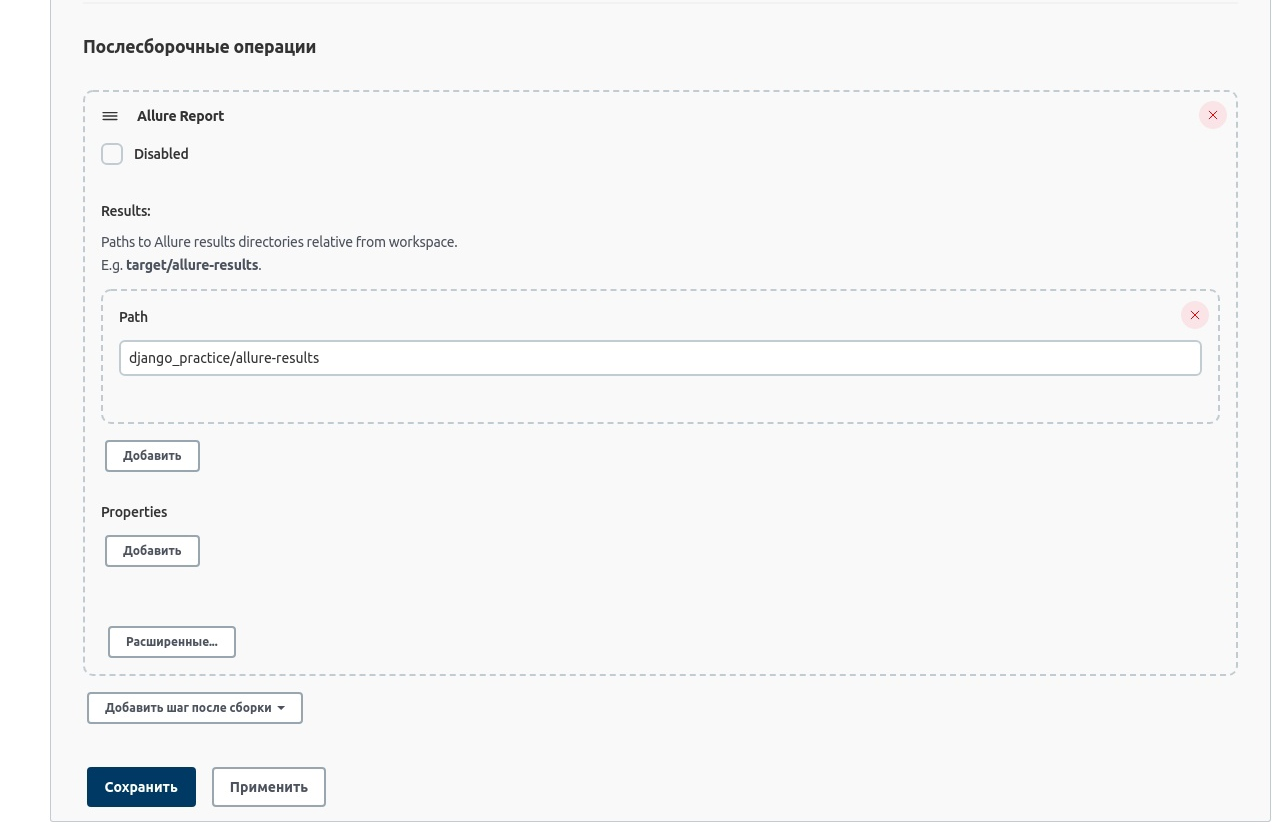 Послесборочные операции
Allure Report
Disabled
Results:
Paths to Allure results directories relative from workspace.
E.g. target/allure-results.
Path
django_practice/allure-results
Добавить
Properties
Добавить
Расширенные...
Добавить шаг после сборки
Сохранить Применить